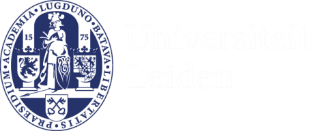 ACADEMIA · LUGDUNO · BATAVA · LIBERTATIS · PRAESIDIUM ·
15 75
Universiteit
Leiden